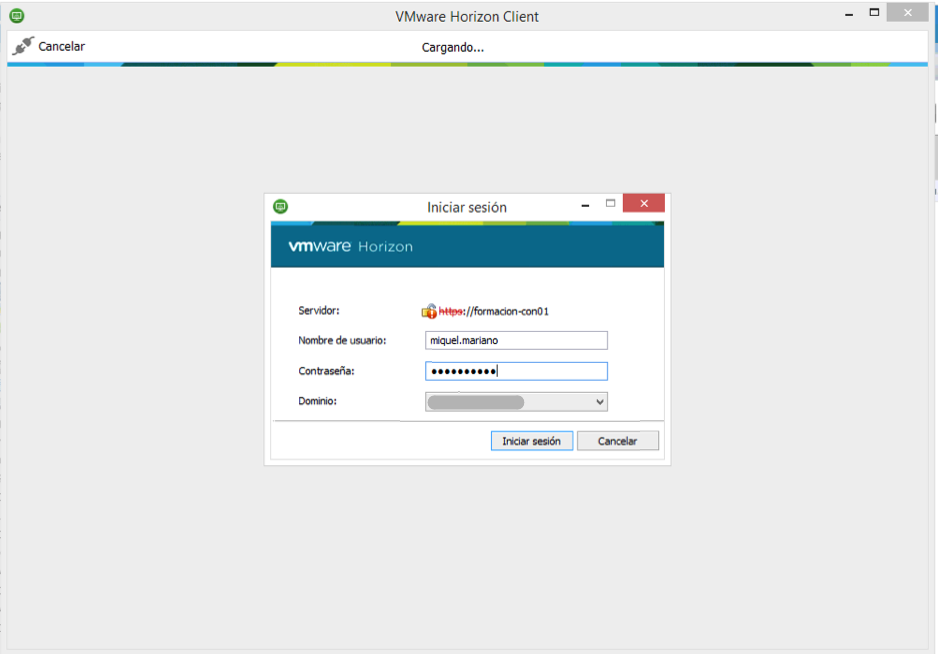 VMware Horizon Client
Cancelar
Cargando...
Iniciar sesión
vmware Horizon
Servidor: https://formacion-con01
Nombre de usuario: miquel.mariano
Contraseña: ••••••••••
Dominio:
Iniciar sesión Cancelar